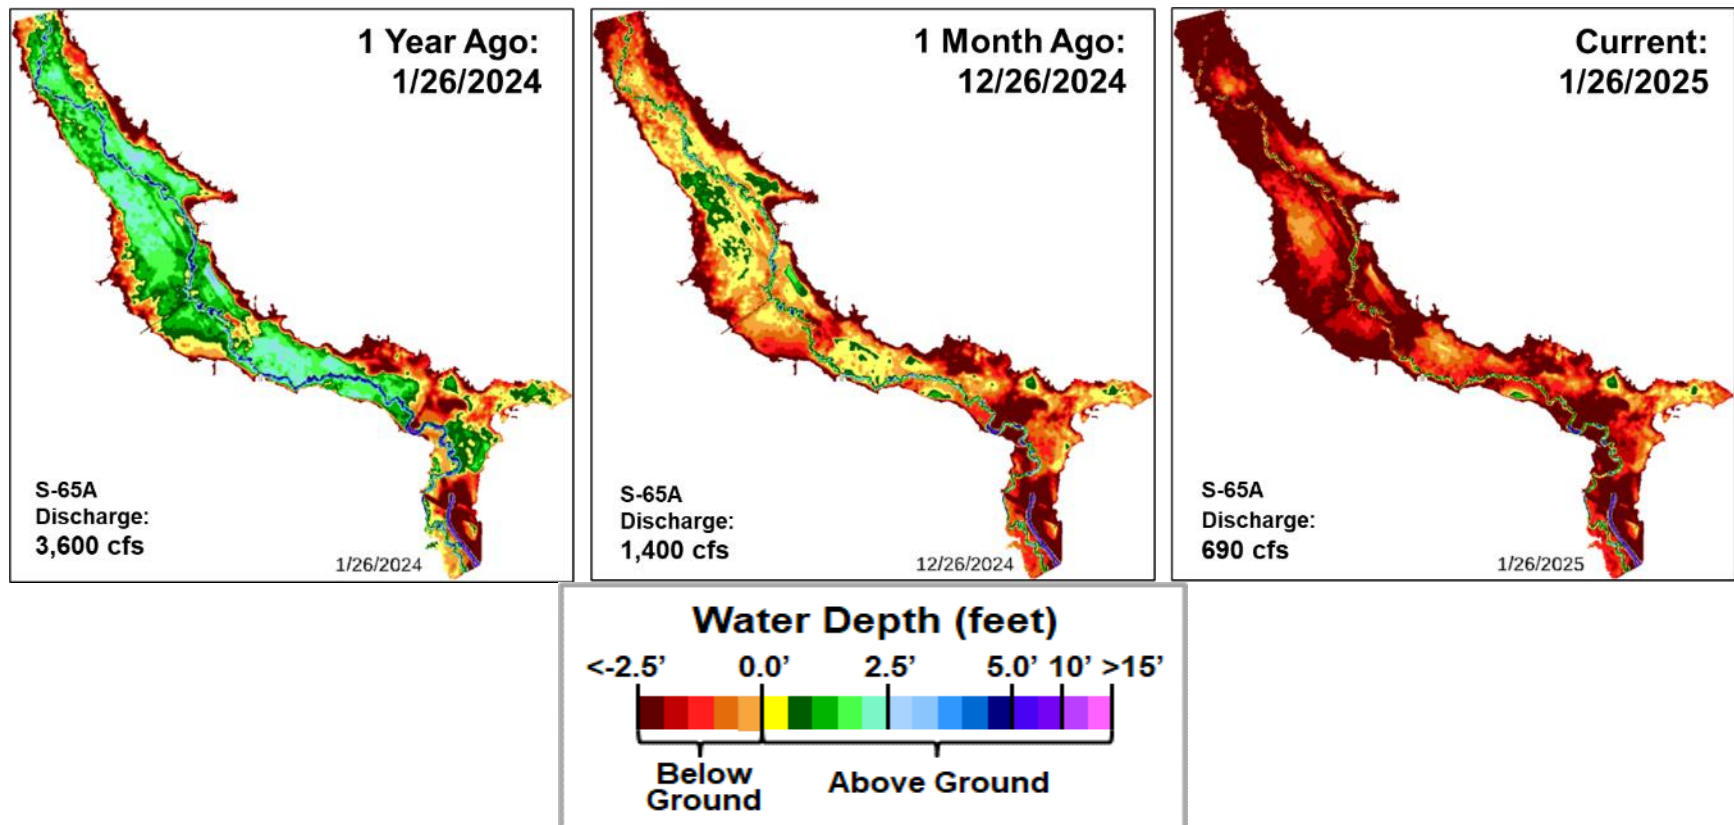 1 Year Ago:
1/26/2024
S-65A
Discharge:
3,600 cfs
1/26/2024
1 Month Ago:
12/26/2024
S-65A
Discharge:
1,400 cfs
12/26/2024
Current:
1/26/2025
S-65A
Discharge:
690 cfs
1/26/2025
Water Depth (feet)
<-2.5’ 0.0’ 2.5’ 5.0’ 10’ >15’
Below
Ground
Above Ground